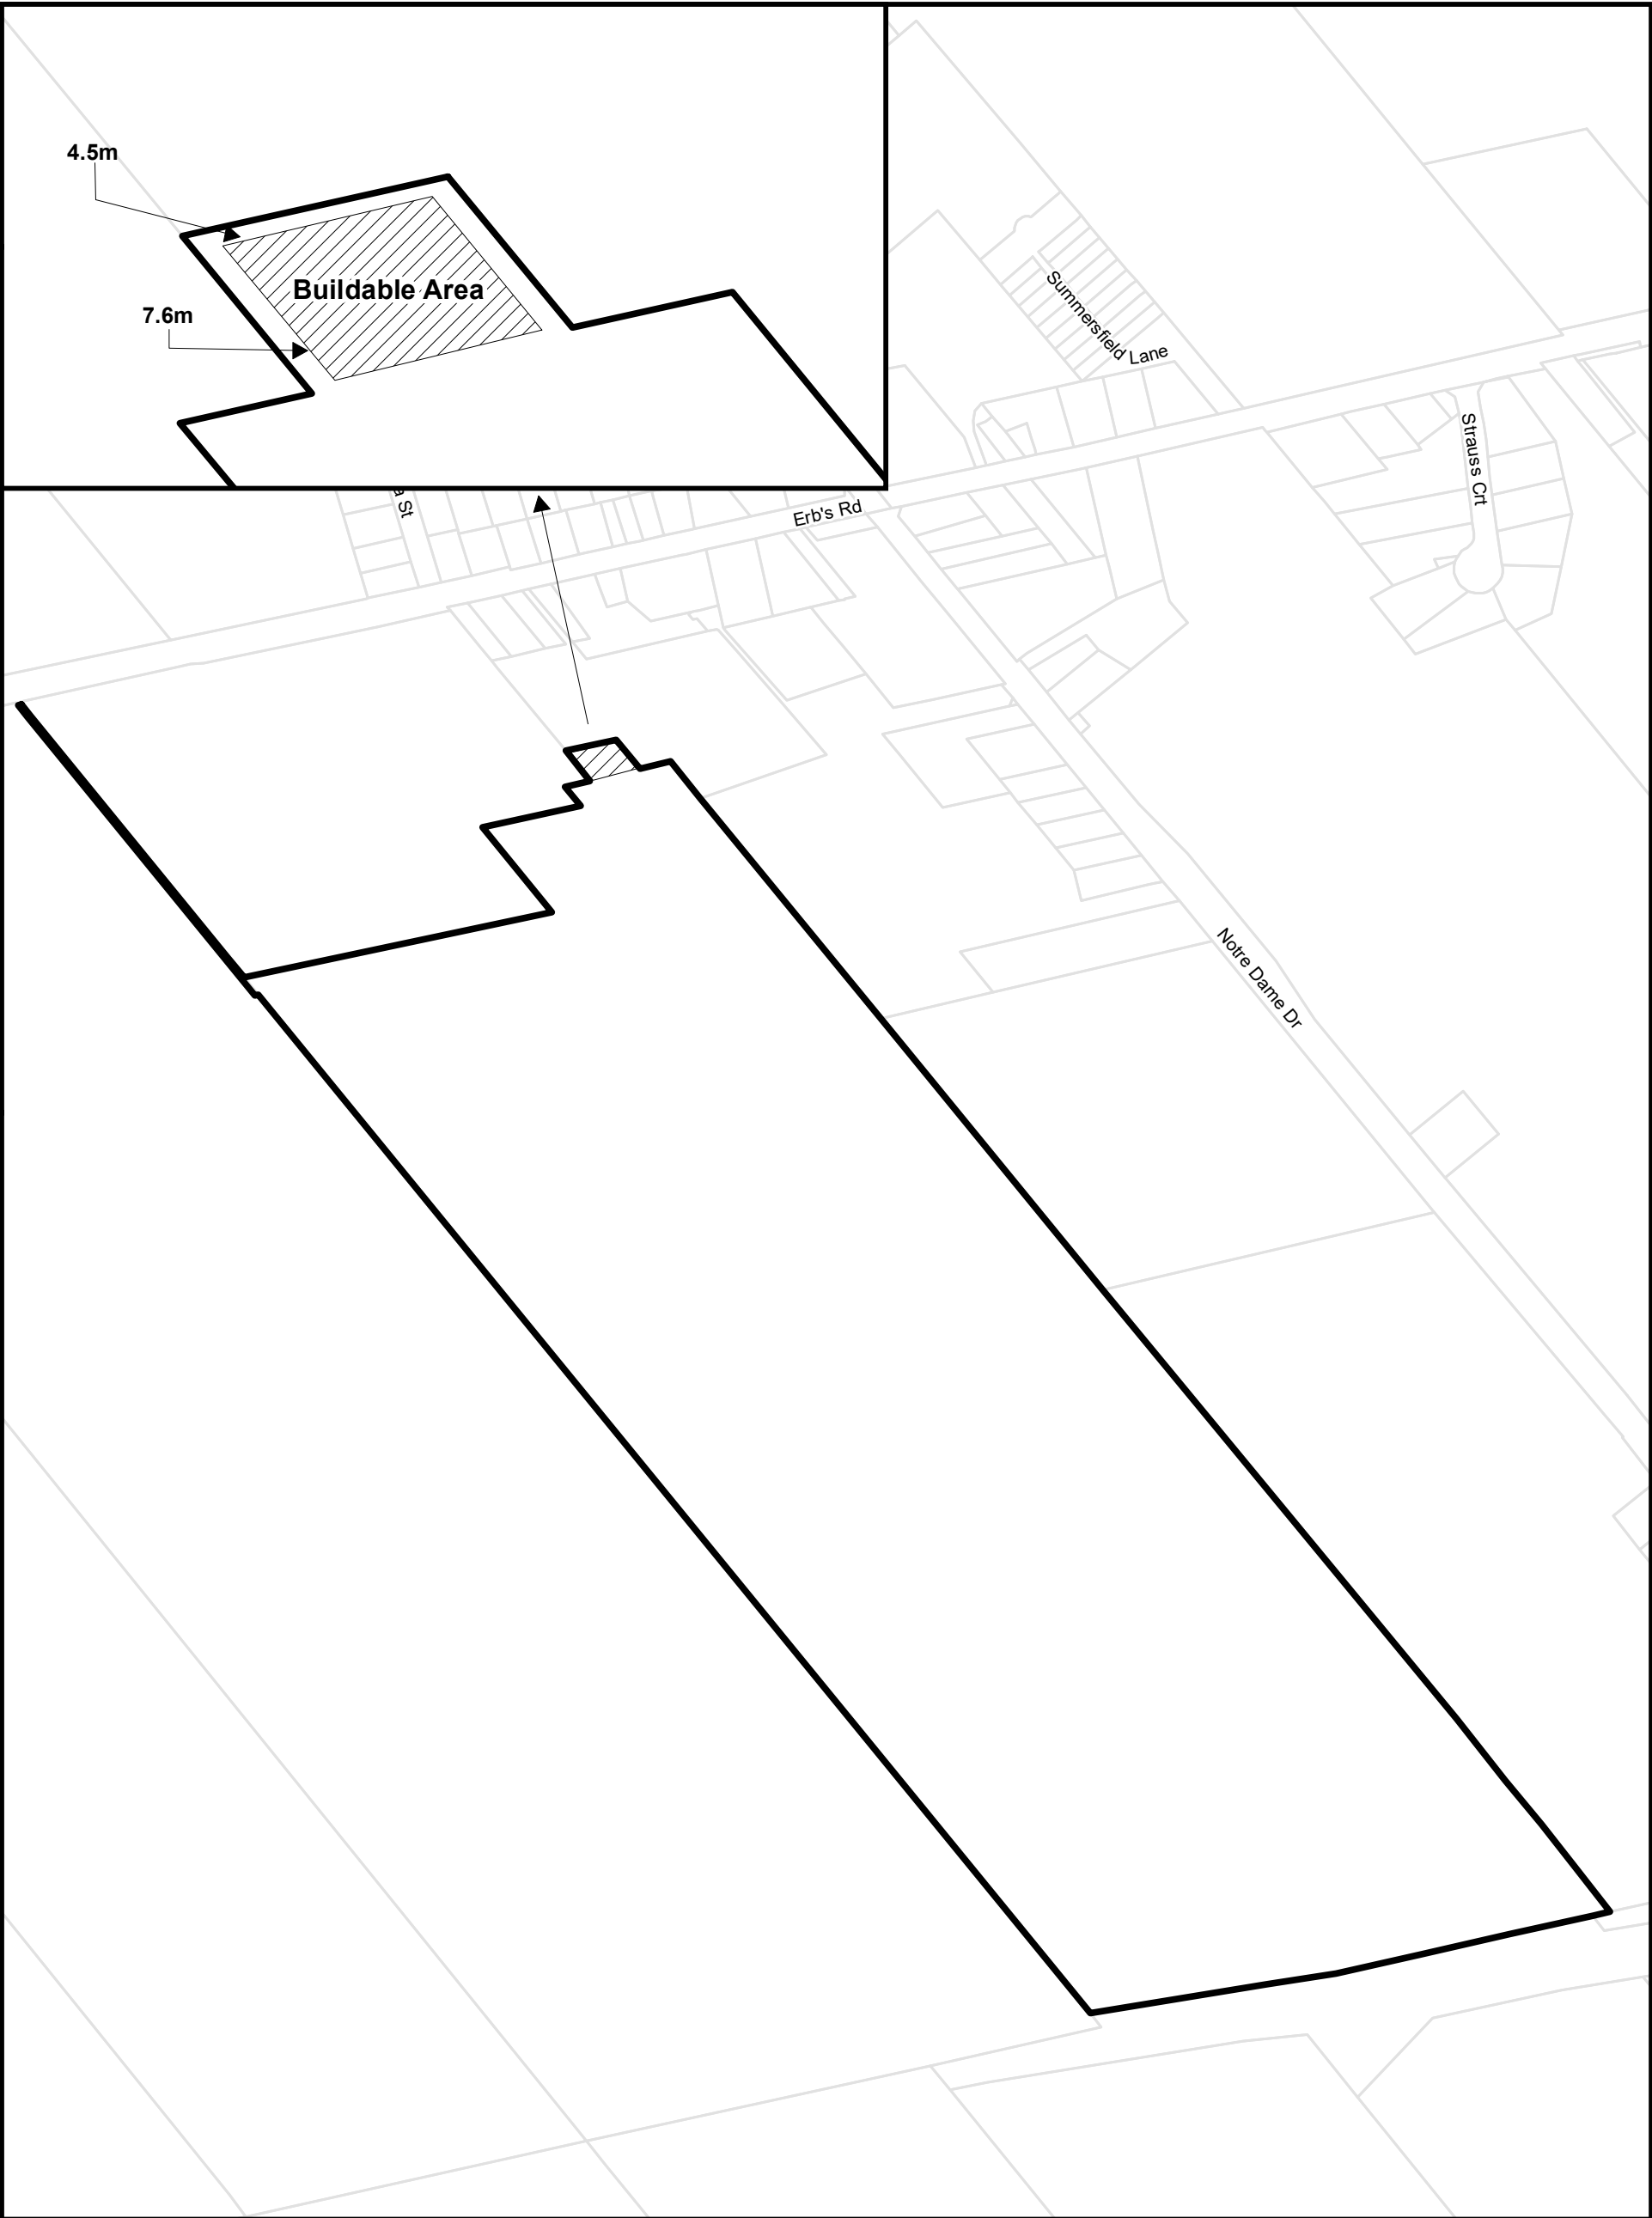 4.5m
Buildable Area
7.6m
Summersfield Lane
Strauss Crt
a St
Erb's Rd
Notre Dame Dr